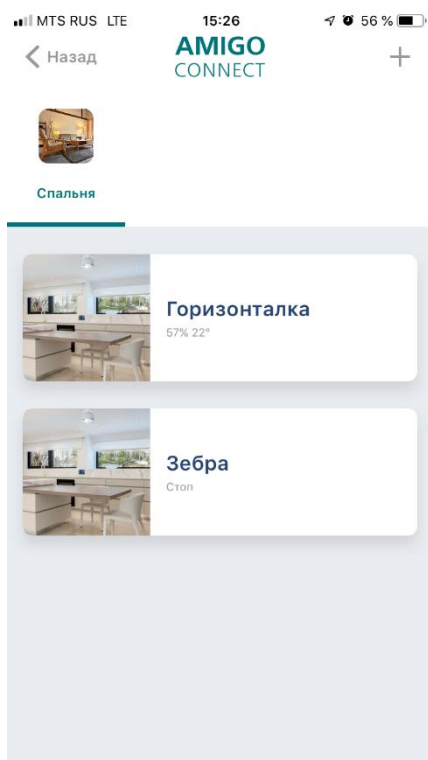 MTS RUS LTE 15:26 56 %
Назад
AMIGO
CONNECT
Спальня
Горизонталка
57% 22°
Зебра
Стоп